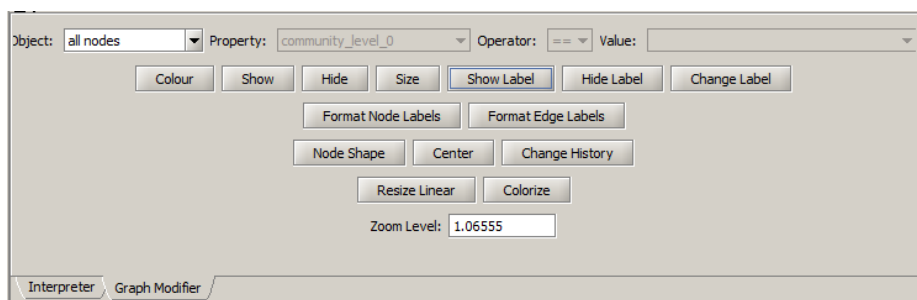 Object: all nodes Property: community_level_0 Operator: == Value:
Colour Show Hide Size Show Label Hide Label Change Label
Format Node Labels Format Edge Labels
Node Shape Center Change History
Resize Linear Colorize
Zoom Level: 1.06555
Interpreter Graph Modifier